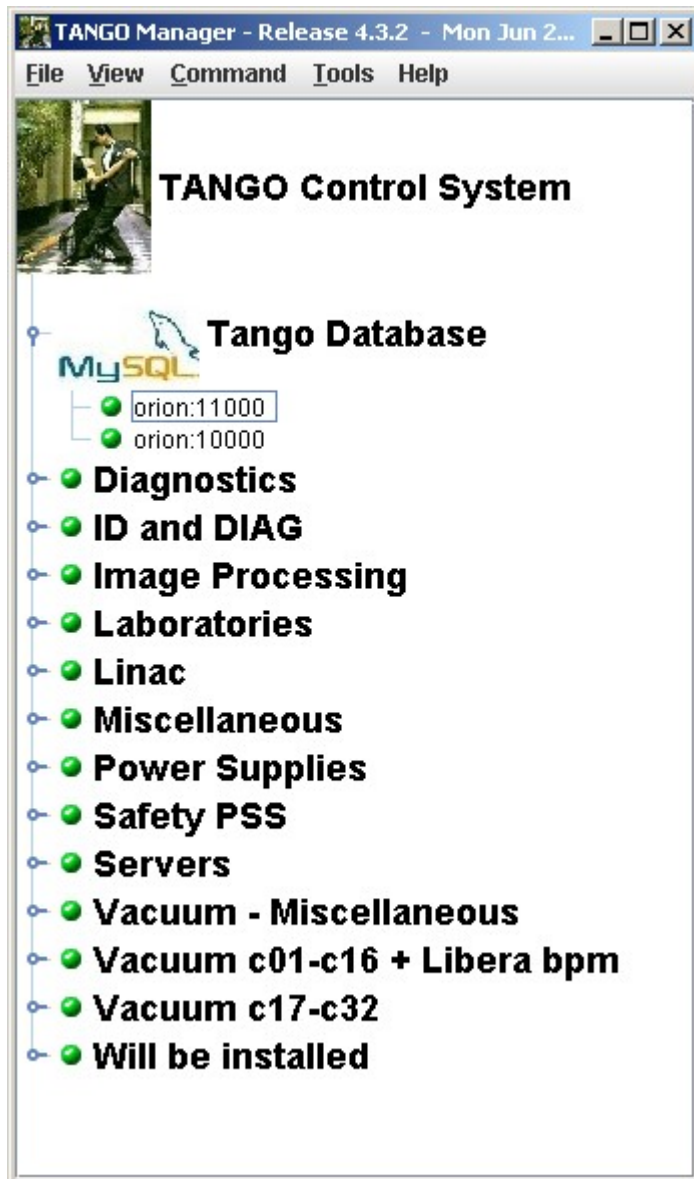 TANGO Manager - Release 4.3.2 - Mon Jun 2...
File View Command Tools Help
TANGO Control System
MySQL
Tango Database
orion:11000
orion:10000
Diagnostics
ID and DIAG
Image Processing
Laboratories
Linac
Miscellaneous
Power Supplies
Safety PSS
Servers
Vacuum - Miscellaneous
Vacuum c01-c16 + Libera bpm
Vacuum c17-c32
Will be installed